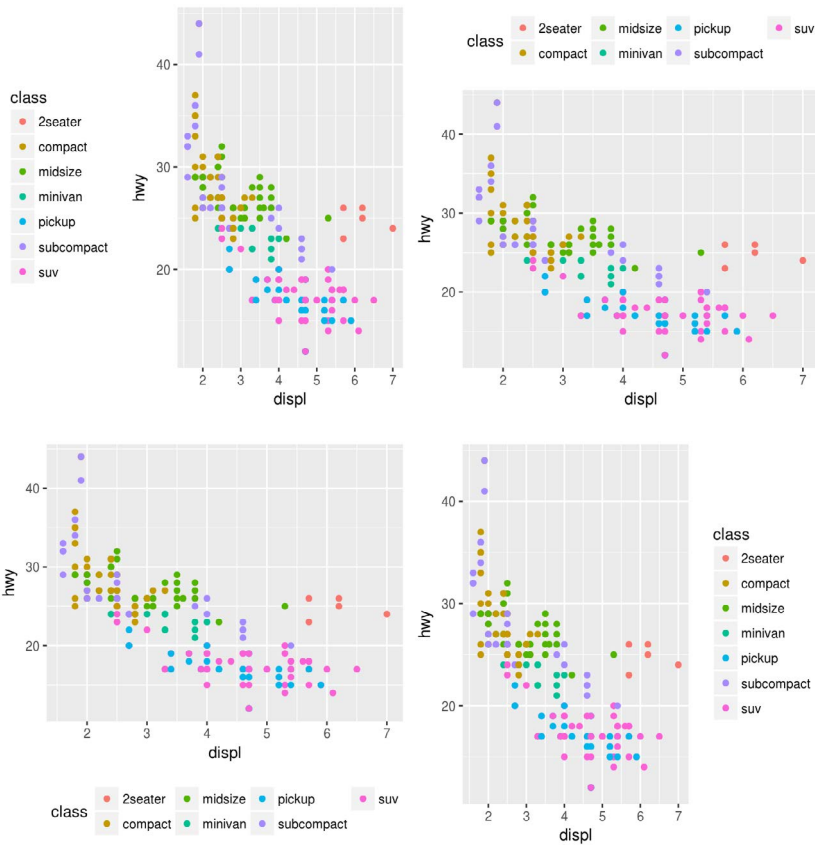 class
2seater
compact
midsize
minivan
pickup
subcompact
suv
40
30
20
hwy
2 3 4 5 6 7
displ
class 2seater midsize pickup suv
compact minivan subcompact
40
30
20
hwy
2 3 4 5 6 7
displ
40
30
20
hwy
2 3 4 5 6 7
displ
class 2seater midsize pickup suv
compact minivan subcompact
40
30
20
hwy
2 3 4 5 6 7
displ
class
2seater
compact
midsize
minivan
pickup
subcompact
suv